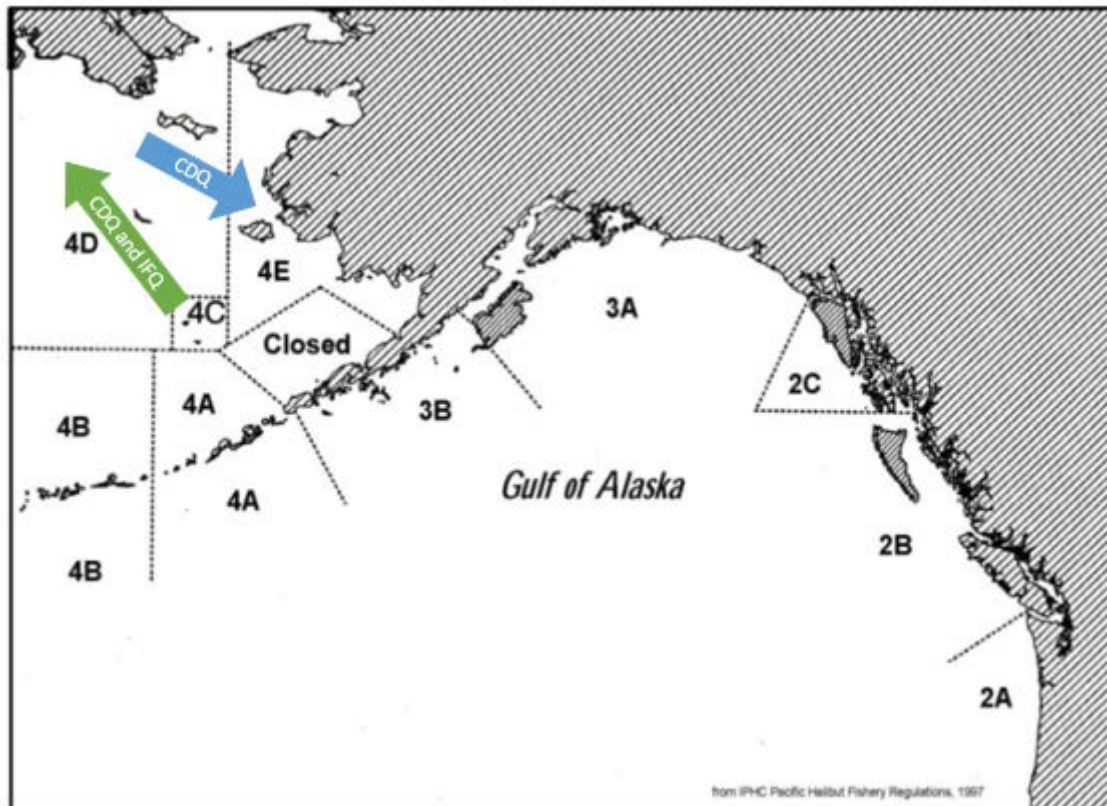 CDQ
CDQ and IFQ
4D
4E
4C
3A
Closed
2C
4A
3B
4B
Gulf of Alaska
4A
2B
4B
2A
from IPHC Pacific Halibut Fishery Regulations, 1997